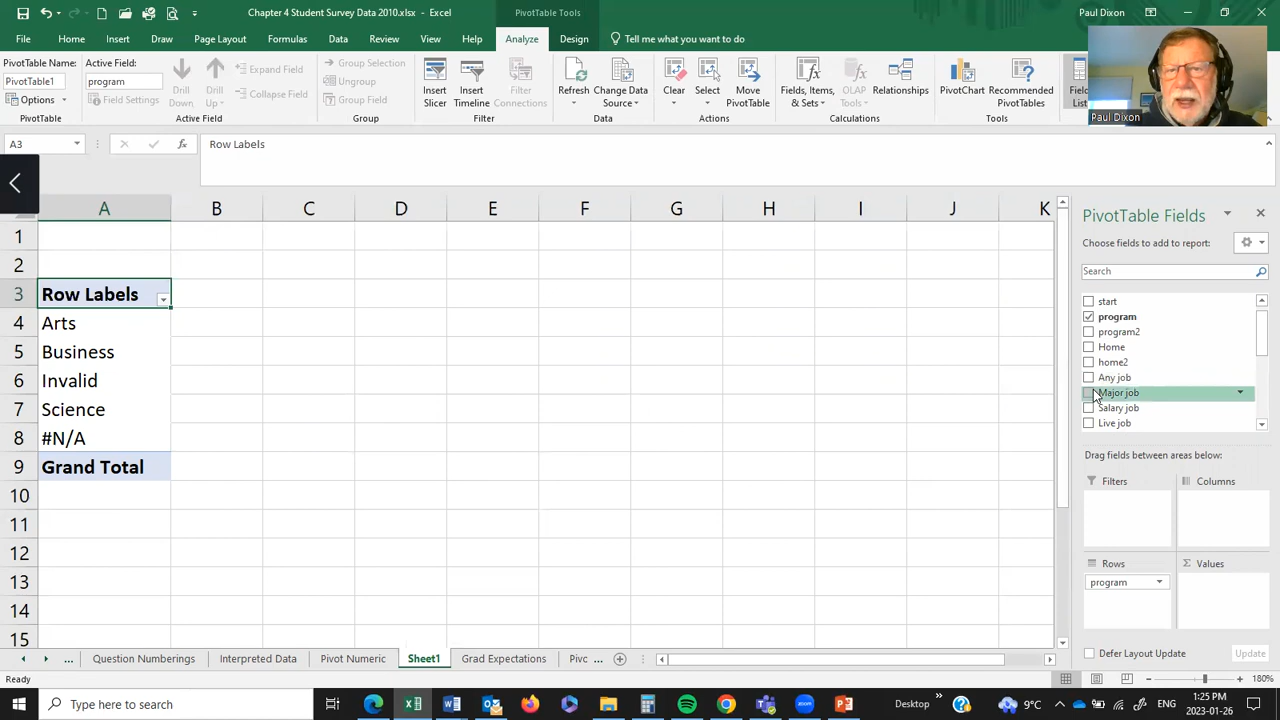 Chapter 4 Student Survey Data 2010.xlsx - Excel
PivotTable Tools
Paul Dixon
File Home Insert Draw Page Layout Formulas Data Review View Help Analyze Design Tell me what you want to do
PivotTable Name:
PivotTable1
Options
PivotTable
Active Field:
program
Field Settings
Drill Down
Drill Up
Expand Field
Collapse Field
Active Field
Group Selection
Ungroup
Group Field
Group
Insert Slicer
Insert Timeline
Filter Connections
Filter
Refresh
Change Data Source
Data
Clear
Select
Move PivotTable
Actions
Fields, Items, & Sets
OLAP Tools
Relationships
Calculations
PivotChart
Recommended PivotTables
Tools
Field List
Paul Dixon
A3
fx
Row Labels
A B C D E F G H I J K
1
2
3 Row Labels
4 Arts
5 Business
6 Invalid
7 Science
8 #N/A
9 Grand Total
10
11
12
13
14
15
PivotTable Fields
Choose fields to add to report:
Search
start
program
program2
Home
home2
Any job
Major job
Salary job
Live job
Drag fields between areas below:
Filters
Columns
Rows
Values
program
Defer Layout Update
Update
... Question Numberings Interpreted Data Pivot Numeric Sheet1 Grad Expectations Pivc ...
180%
Type here to search
Desktop
9°C
ENG
1:25 PM
2023-01-26